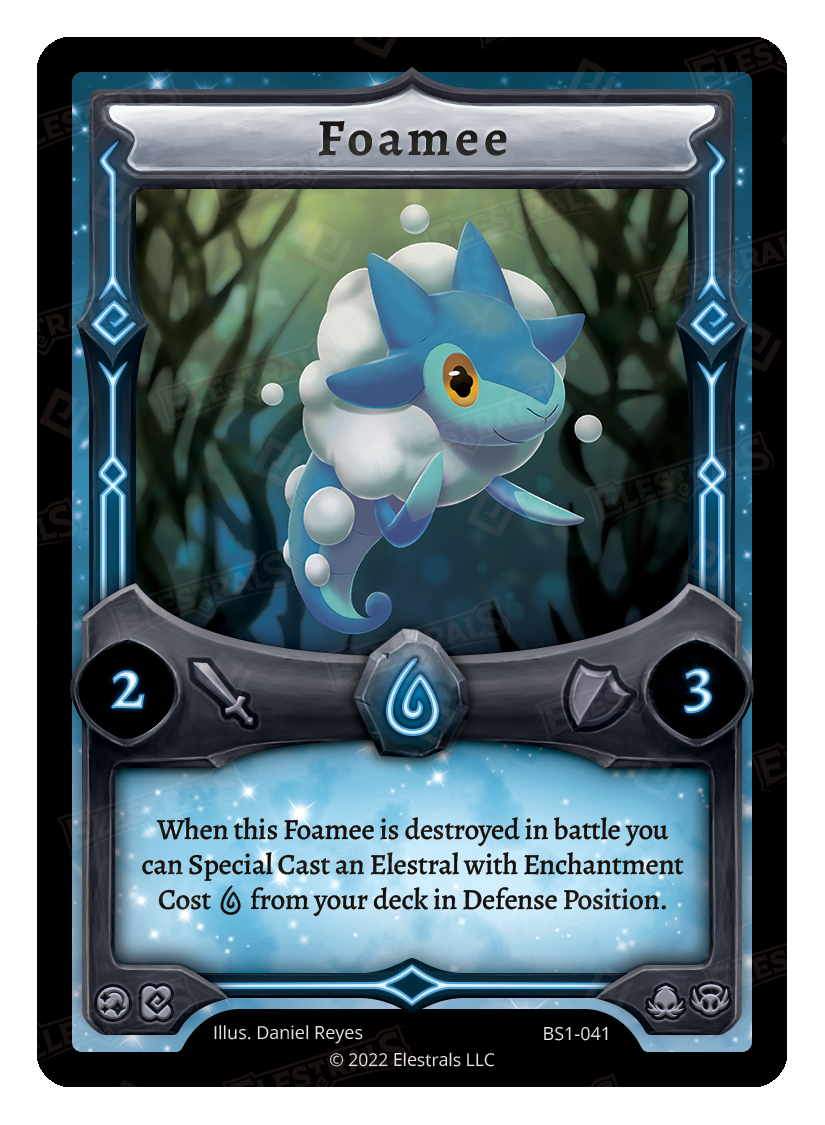 Foamee
2
3
When this Foamee is destroyed in battle you
can Special Cast an Elestral with Enchantment
Cost from your deck in Defense Position.
Illus. Daniel Reyes
BS1-041
© 2022 Elestrals LLC
ELESTRALS